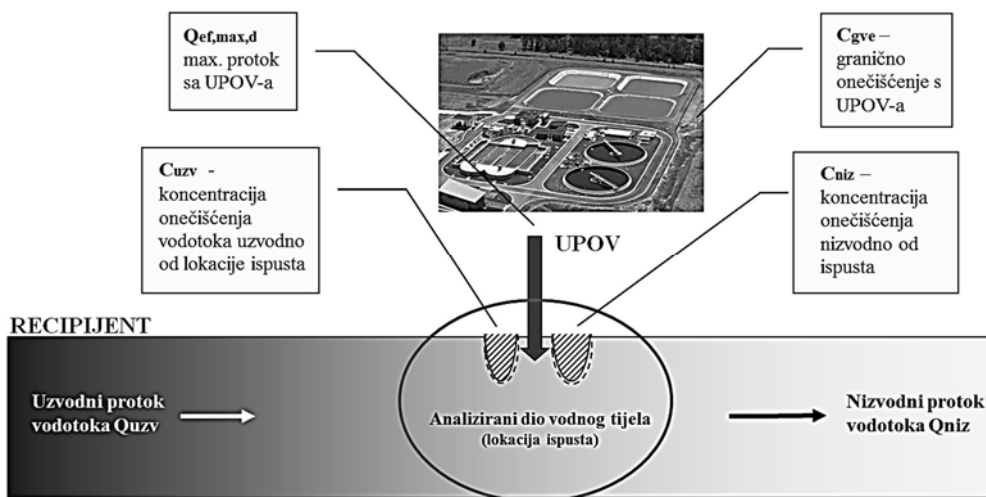 Qef,max,d
max. protok
sa UPOV-a
Cgve –
granično
onečišćenje s
UPOV-a
Cuzv -
koncentracija
onečišćenja
vodotoka uzvodno
od lokacije ispusta
Cniz –
koncentracija
onečišćenja
nizvodno od
ispusta
UPOV
RECIPIJENT
Uzvodni protok
vodotoka Quzv
Analizirani dio vodnog tijela
(lokacija ispusta)
Nizvodni protok
vodotoka Qniz